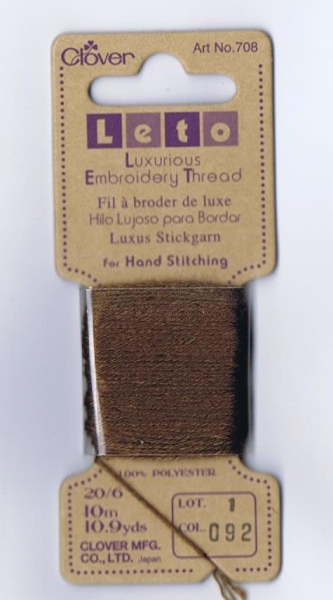 Clover
Art No.708
Leto
Luxurious
Embroidery Thread
Fil à broder de luxe
Hilo Lujoso para Bordar
Luxus Stickgarn
For Hand Stitching
100% POLYESTER
20/6
10m
10.9yds
CLOVER MFG.
CO.,LTD. Japan
LOT. 1
COL. 092